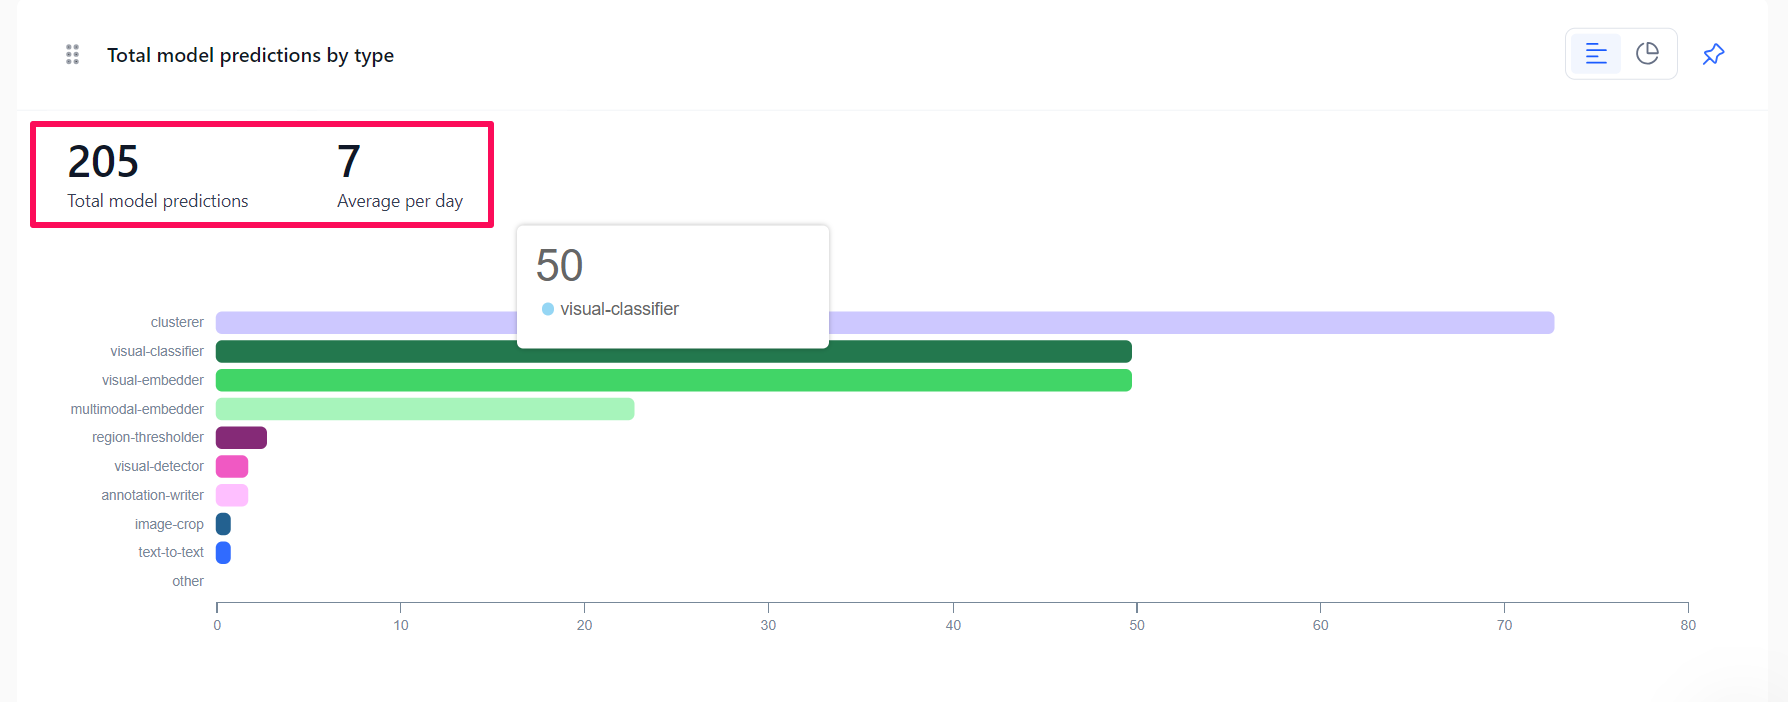 Total model predictions by type
205
Total model predictions
7
Average per day
50
visual-classifier
clusterer
visual-classifier
visual-embedder
multimodal-embedder
region-thresholder
visual-detector
annotation-writer
image-crop
text-to-text
other
0 10 20 30 40 50 60 70 80